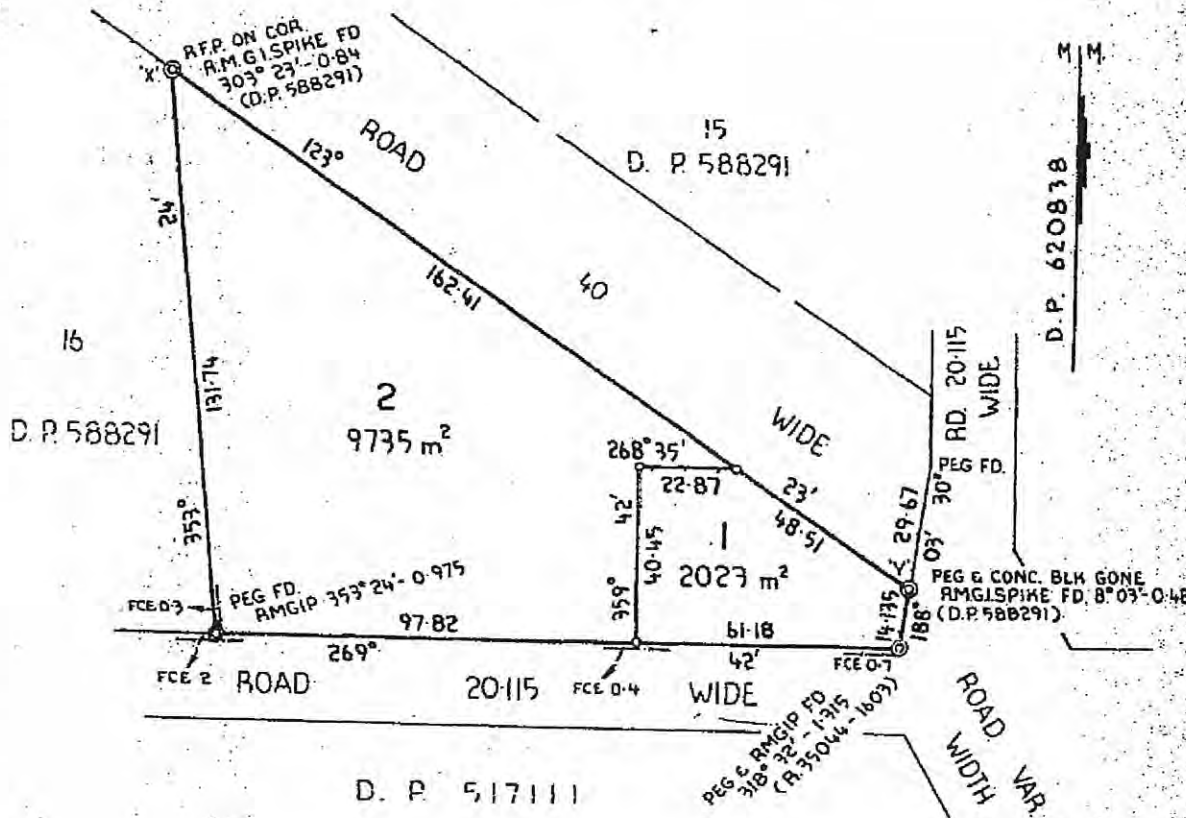 R.F.P. ON COR.
R.M. G.I. SPIKE FD
303° 23' - 0·84
(D.P. 588291)
'X'
ROAD
123°
15
D. P. 588291
M M.
D.P. 620838
24'
162·41
40
16
D. P. 588291
131·74
2
9735 m²
WIDE
RD. 20·115
WIDE
268° 35'
22·87
PEG FD.
23'
48·51
29·67
30"
03'
353°
42'
40·45
359°
1
2023 m²
'Y'
PEG & CONC. BLK GONE
RMGI.SPIKE FD. 8° 03' - 0·48
(D.P. 588291)
14·135
188°
FCE 0·3
PEG FD.
RMGIP 353° 24' - 0·975
97·82
61·18
269°
42'
FCE 2
ROAD
20·115
FCE 0·4
WIDE
FCE 0·7
PEG & RMGIP FD
318° 32' - 1·315
(R.35044 - 1603)
ROAD VAR.
WIDTH
D. P. 517111